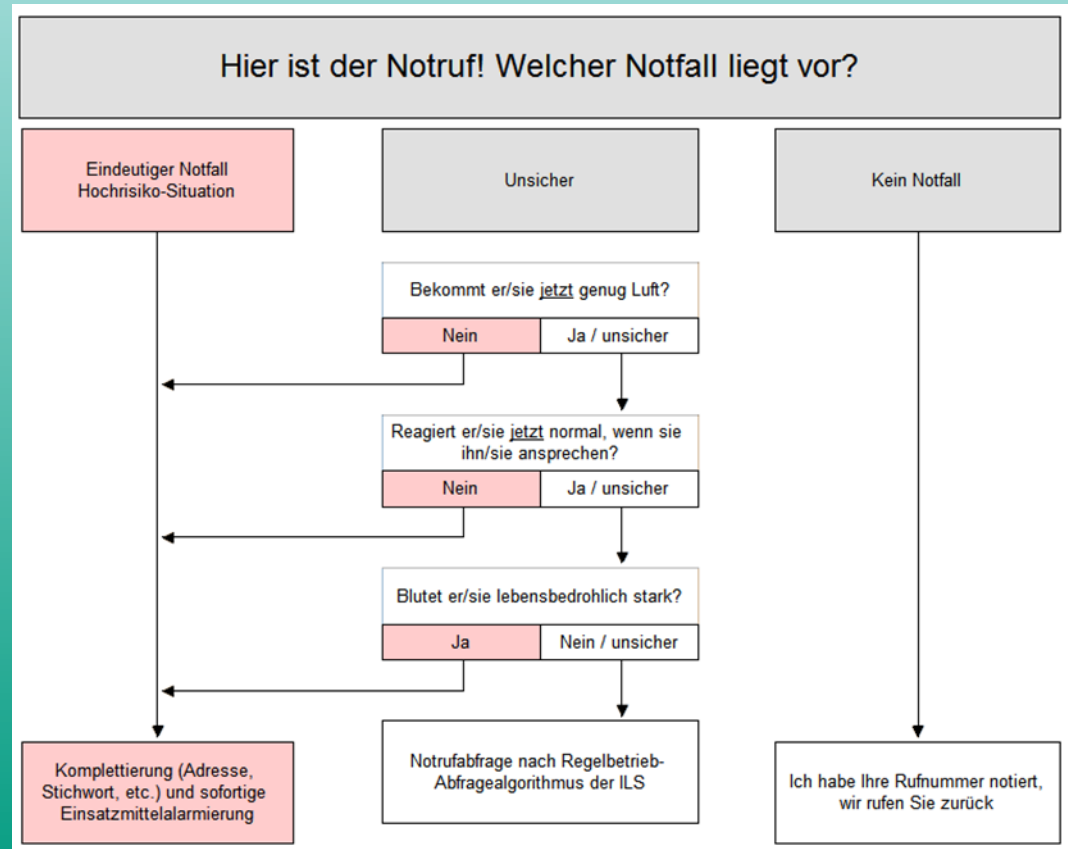 Hier ist der Notruf! Welcher Notfall liegt vor?
Eindeutiger Notfall
Hochrisiko-Situation
Unsicher
Kein Notfall
Bekommt er/sie jetzt genug Luft?
Nein
Ja / unsicher
Reagiert er/sie jetzt normal, wenn sie
ihn/sie ansprechen?
Nein
Ja / unsicher
Blutet er/sie lebensbedrohlich stark?
Ja
Nein / unsicher
Komplettierung (Adresse,
Stichwort, etc.) und sofortige
Einsatzmittelalarmierung
Notrufabfrage nach Regelbetrieb-
Abfragealgorithmus der ILS
Ich habe Ihre Rufnummer notiert,
wir rufen Sie zurück